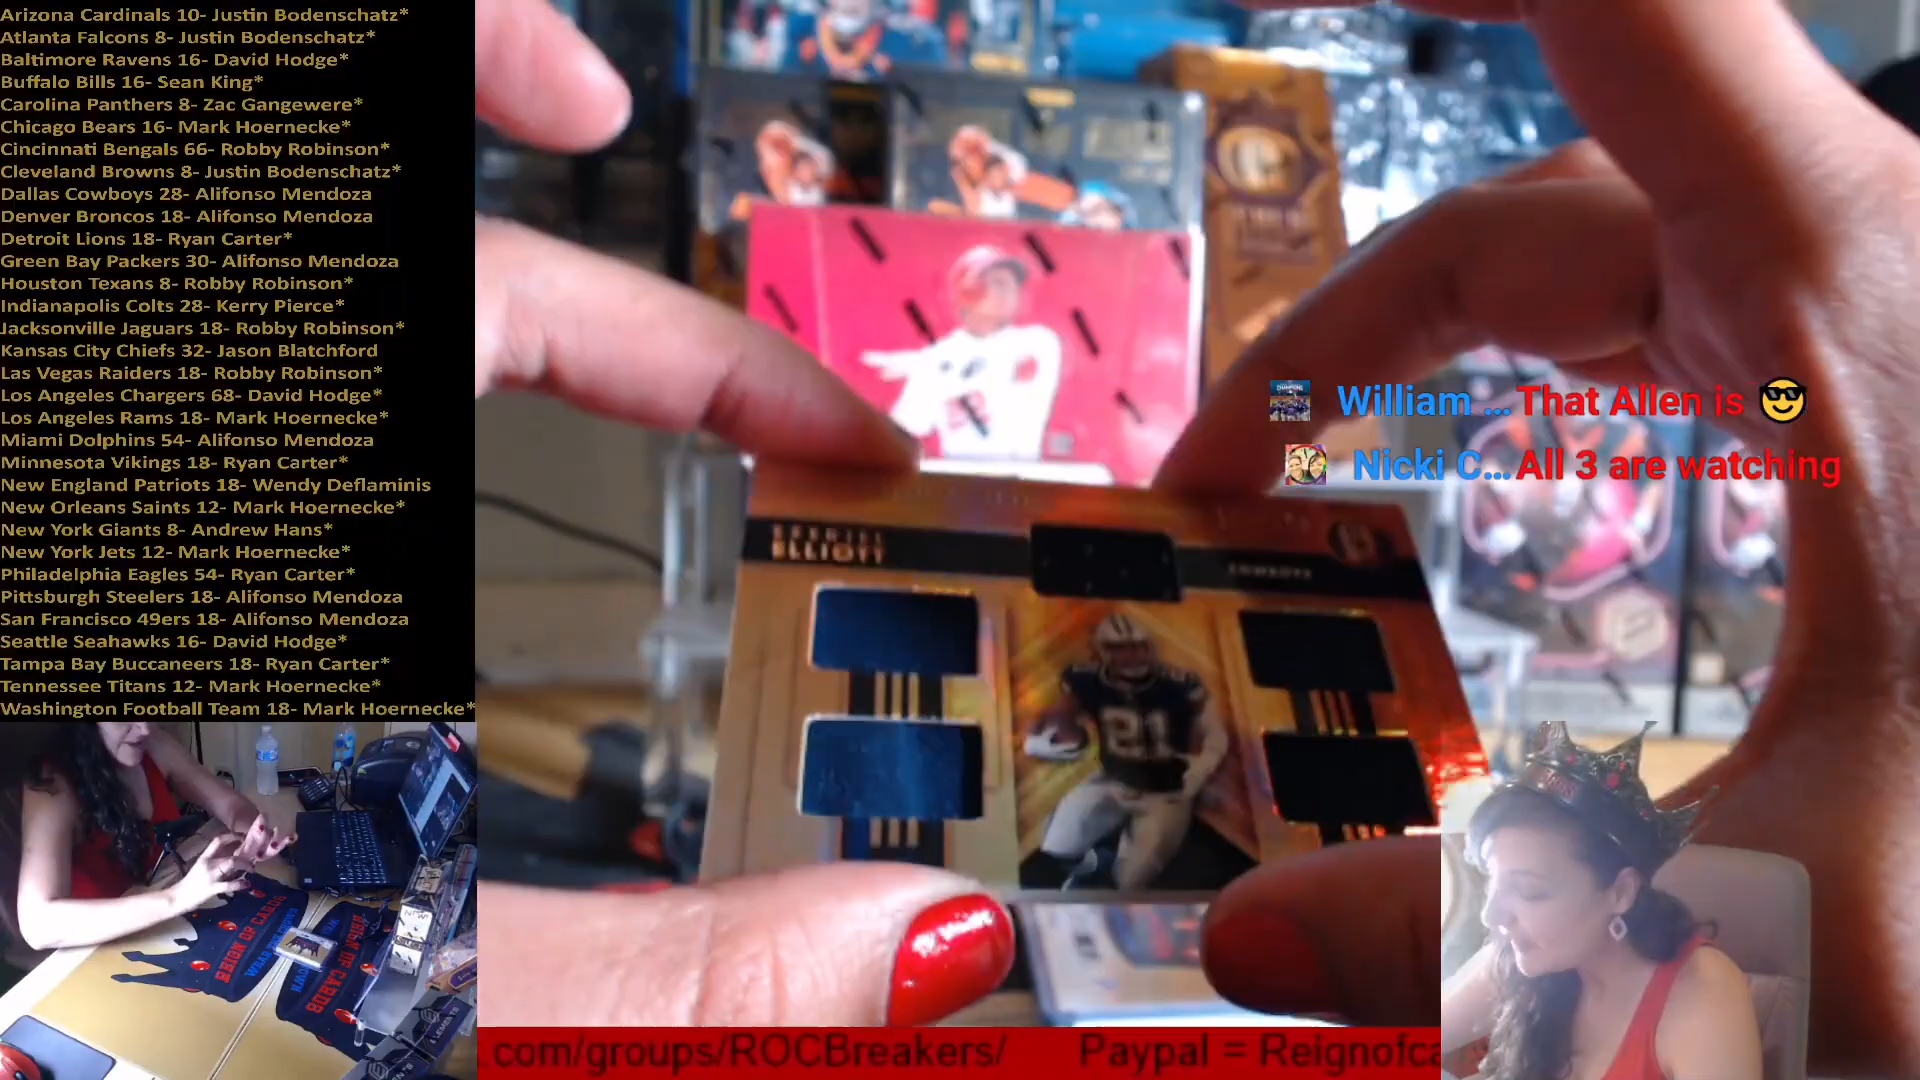 Arizona Cardinals 10- Justin Bodenschatz*
Atlanta Falcons 8- Justin Bodenschatz*
Baltimore Ravens 16- David Hodge*
Buffalo Bills 16- Sean King*
Carolina Panthers 8- Zac Gangewere*
Chicago Bears 16- Mark Hoernecke*
Cincinnati Bengals 66- Robby Robinson*
Cleveland Browns 8- Justin Bodenschatz*
Dallas Cowboys 28- Alifonso Mendoza
Denver Broncos 18- Alifonso Mendoza
Detroit Lions 18- Ryan Carter*
Green Bay Packers 30- Alifonso Mendoza
Houston Texans 8- Robby Robinson*
Indianapolis Colts 28- Kerry Pierce*
Jacksonville Jaguars 18- Robby Robinson*
Kansas City Chiefs 32- Jason Blatchford
Las Vegas Raiders 18- Robby Robinson*
Los Angeles Chargers 68- David Hodge*
Los Angeles Rams 18- Mark Hoernecke*
Miami Dolphins 54- Alifonso Mendoza
Minnesota Vikings 18- Ryan Carter*
New England Patriots 18- Wendy Deflaminis
New Orleans Saints 12- Mark Hoernecke*
New York Giants 8- Andrew Hans*
New York Jets 12- Mark Hoernecke*
Philadelphia Eagles 54- Ryan Carter*
Pittsburgh Steelers 18- Alifonso Mendoza
San Francisco 49ers 18- Alifonso Mendoza
Seattle Seahawks 16- David Hodge*
Tampa Bay Buccaneers 18- Ryan Carter*
Tennessee Titans 12- Mark Hoernecke*
Washington Football Team 18- Mark Hoernecke*
William ... That Allen is 😎
Nicki C... All 3 are watching
EZEKIEL
ELLIOTT
COWBOYS
21
REIGN OF CARDS
REIGN OF CARDS
.com/groups/ROCBreakers/ Paypal = Reignofca